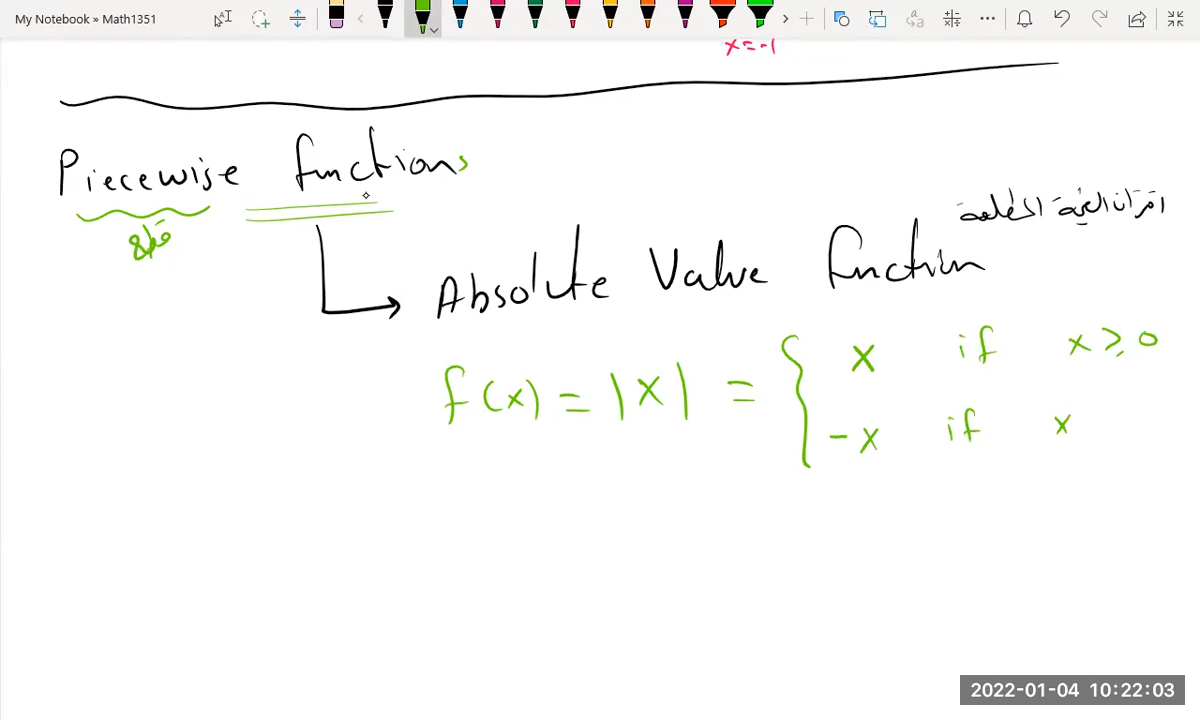 My Notebook » Math1351
x=-1
Piecewise functions
قطع
اقتران القيمة المطلقة
Absolute Value function
f(x) = |x| = { x if x ≥ 0
-x if x
2022-01-04 10:22:03